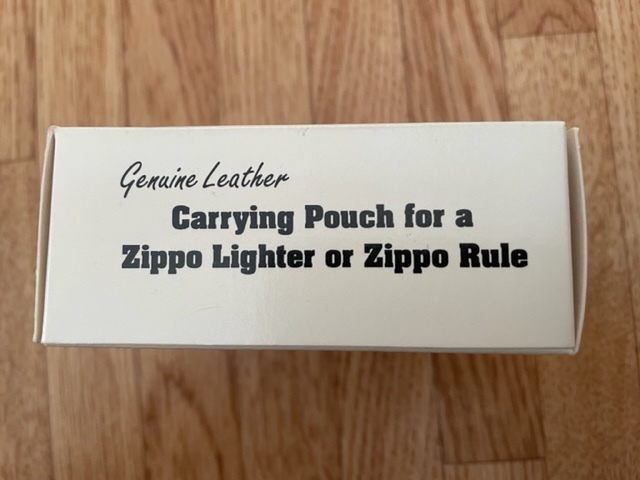 Genuine Leather
Carrying Pouch for a
Zippo Lighter or Zippo Rule